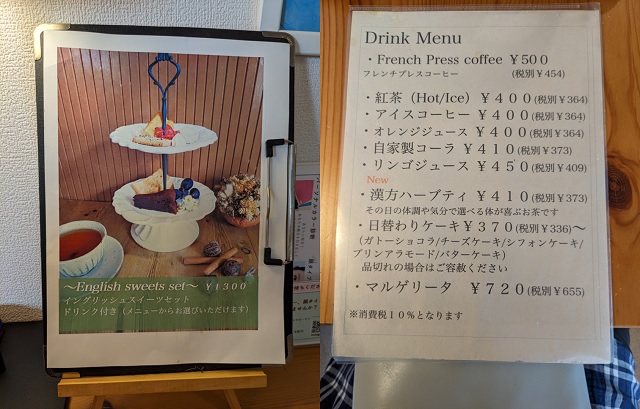 ～English sweets set～ ￥1300
イングリッシュスイーツセット
ドリンク付き（メニューからお選びいただけます）
Drink Menu
・French Press coffee ￥500
フレンチプレスコーヒー (税別￥454)
・紅茶（Hot/Ice）￥４００(税別￥364)
・アイスコーヒー ￥４００(税別￥364)
・オレンジジュース ￥４００(税別￥364)
・自家製コーラ ￥４１０(税別￥373)
・リンゴジュース ￥４５０(税別￥409)
New
・漢方ハーブティ ￥４１０(税別￥373)
その日の体調や気分で選べる体が喜ぶお茶です
・日替わりケーキ￥３７０(税別￥336)～
（ガトーショコラ/チーズケーキ/シフォンケーキ/
プリンアラモード/バターケーキ）
品切れの場合はご容赦ください
・マルゲリータ ￥７２０(税別￥655)
※消費税１０％となります